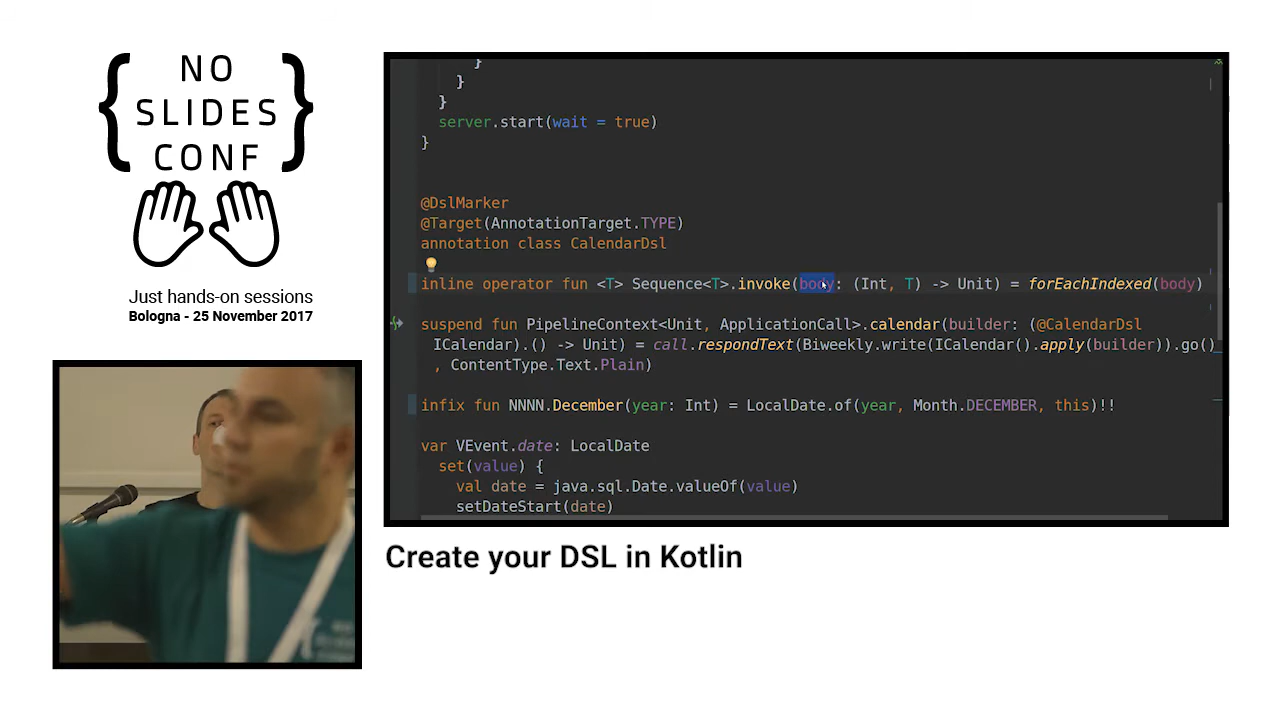 NO
SLIDES
CONF
Just hands-on sessions
Bologna - 25 November 2017
}
}
}
server.start(wait = true)
}
@DslMarker
@Target(AnnotationTarget.TYPE)
annotation class CalendarDsl
inline operator fun <T> Sequence<T>.invoke(body: (Int, T) -> Unit) = forEachIndexed(body)
suspend fun PipelineContext<Unit, ApplicationCall>.calendar(builder: (@CalendarDsl
ICalendar).() -> Unit) = call.respondText(Biweekly.write(ICalendar().apply(builder)).go()
, ContentType.Text.Plain)
infix fun NNNN.December(year: Int) = LocalDate.of(year, Month.DECEMBER, this)!!
var VEvent.date: LocalDate
set(value) {
val date = java.sql.Date.valueOf(value)
setDateStart(date)
Create your DSL in Kotlin